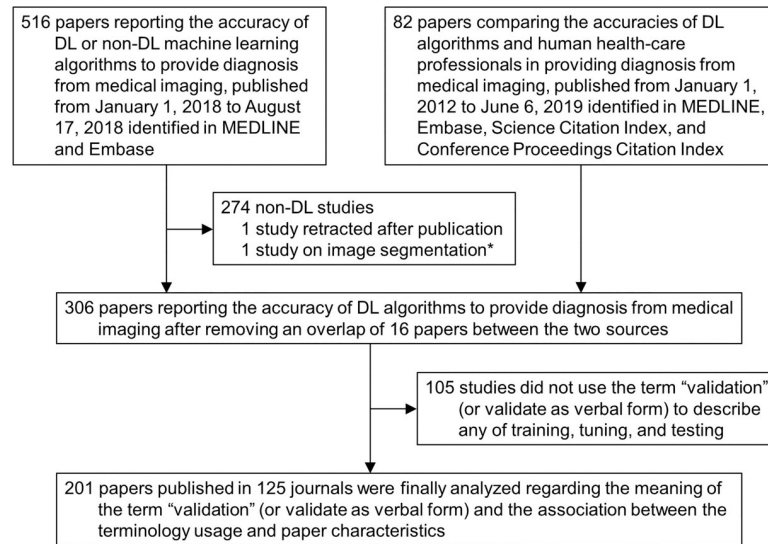 516 papers reporting the accuracy of
DL or non-DL machine learning
algorithms to provide diagnosis
from medical imaging, published
from January 1, 2018 to August
17, 2018 identified in MEDLINE
and Embase
82 papers comparing the accuracies of DL
algorithms and human health-care
professionals in providing diagnosis from
medical imaging, published from January 1,
2012 to June 6, 2019 identified in MEDLINE,
Embase, Science Citation Index, and
Conference Proceedings Citation Index
274 non-DL studies
1 study retracted after publication
1 study on image segmentation*
306 papers reporting the accuracy of DL algorithms to provide diagnosis from medical
imaging after removing an overlap of 16 papers between the two sources
105 studies did not use the term “validation”
(or validate as verbal form) to describe
any of training, tuning, and testing
201 papers published in 125 journals were finally analyzed regarding the meaning of
the term “validation” (or validate as verbal form) and the association between the
terminology usage and paper characteristics